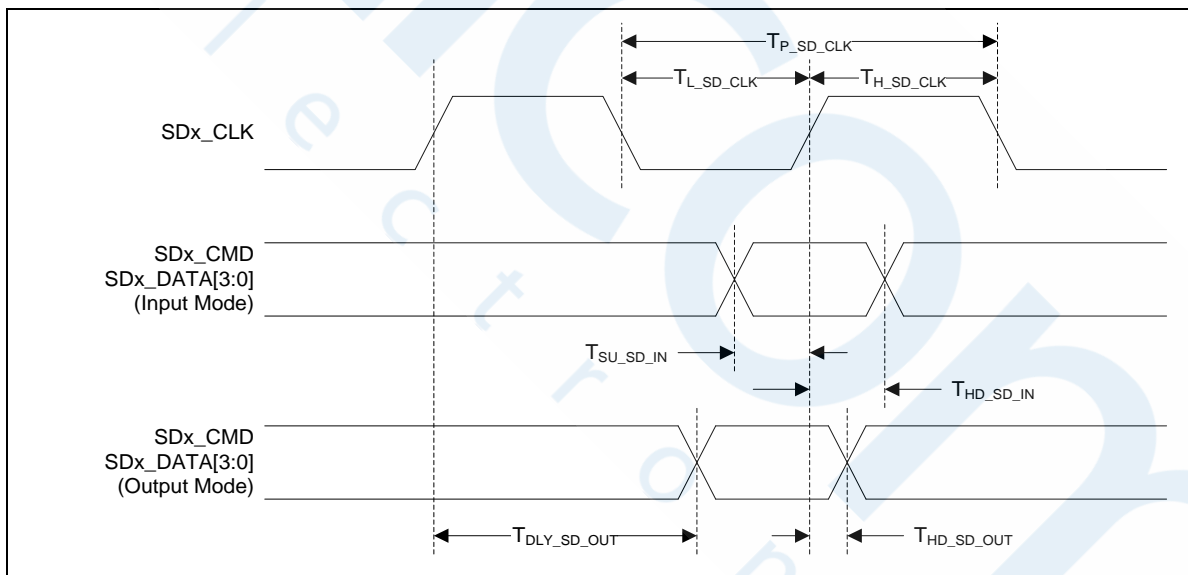 T_P_SD_CLK
T_L_SD_CLK
T_H_SD_CLK
SDx_CLK
SDx_CMD
SDx_DATA[3:0]
(Input Mode)
T_SU_SD_IN
T_HD_SD_IN
SDx_CMD
SDx_DATA[3:0]
(Output Mode)
T_DLY_SD_OUT
T_HD_SD_OUT